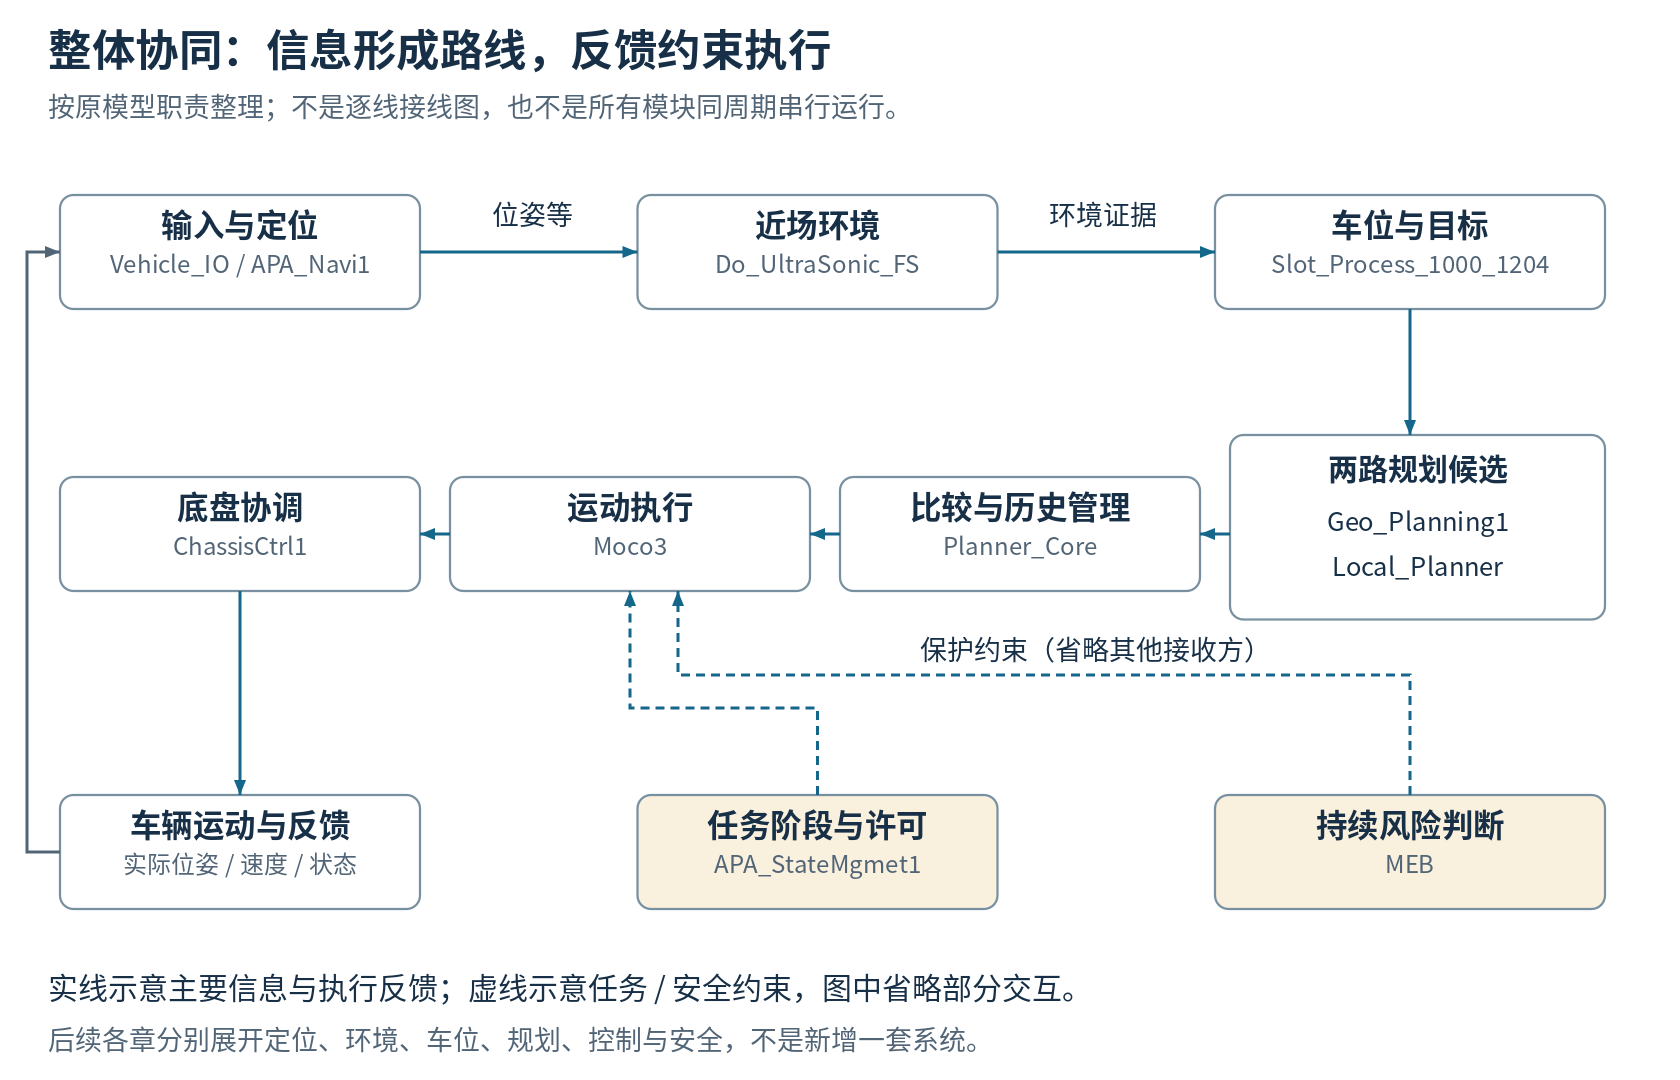 整体协同：信息形成路线，反馈约束执行
按原模型职责整理；不是逐线接线图，也不是所有模块同周期串行运行。
输入与定位
Vehicle_IO / APA_Navi1
位姿等
近场环境
Do_UltraSonic_FS
环境证据
车位与目标
Slot_Process_1000_1204
底盘协调
ChassisCtrl1
运动执行
Moco3
比较与历史管理
Planner_Core
两路规划候选
Geo_Planning1
Local_Planner
保护约束（省略其他接收方）
车辆运动与反馈
实际位姿 / 速度 / 状态
任务阶段与许可
APA_StateMgmet1
持续风险判断
MEB
实线示意主要信息与执行反馈；虚线示意任务 / 安全约束，图中省略部分交互。
后续各章分别展开定位、环境、车位、规划、控制与安全，不是新增一套系统。